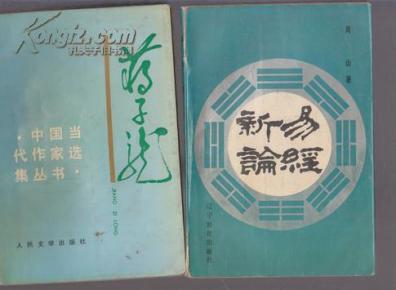 Kongfz.com
孔夫子旧书网
蒋子龙
JIANG ZI LONG
·中国当
代作家选
集丛书·
人民文学出版社
周山著
易經
新論
辽宁教育出版社